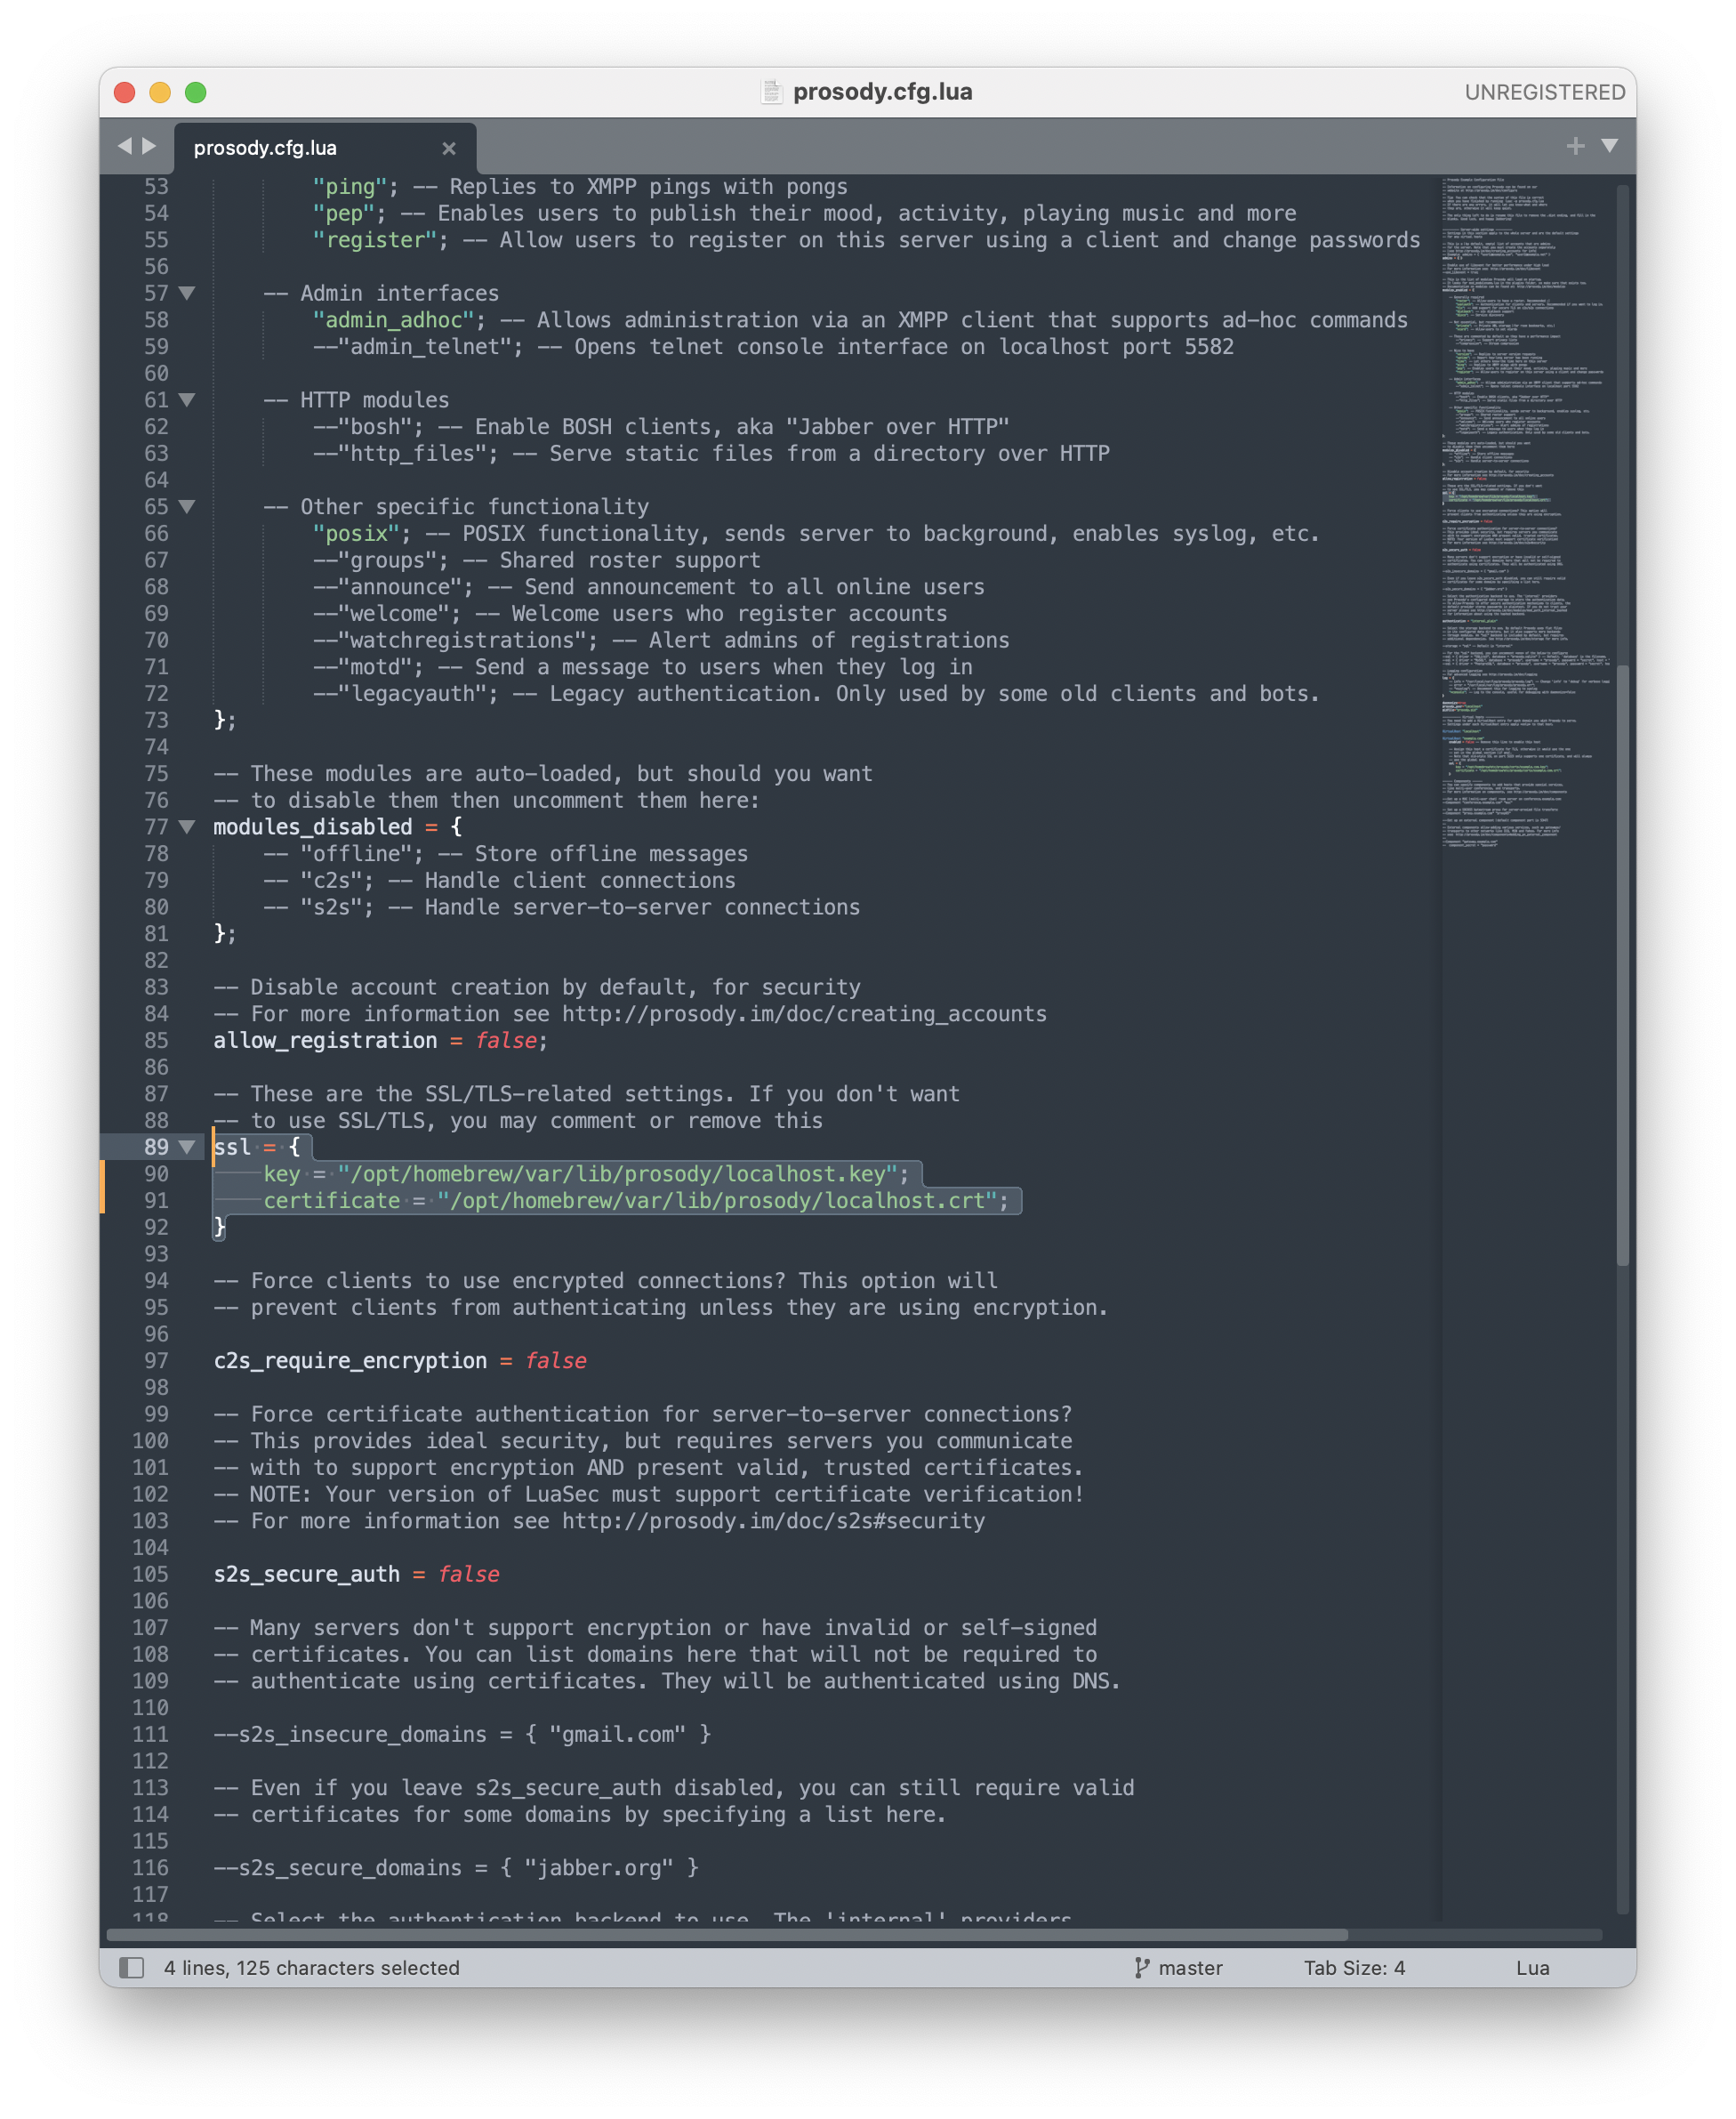 prosody.cfg.lua
UNREGISTERED
prosody.cfg.lua
53 "ping"; -- Replies to XMPP pings with pongs
54 "pep"; -- Enables users to publish their mood, activity, playing music and more
55 "register"; -- Allow users to register on this server using a client and change passwords
56
57 -- Admin interfaces
58 "admin_adhoc"; -- Allows administration via an XMPP client that supports ad-hoc commands
59 --"admin_telnet"; -- Opens telnet console interface on localhost port 5582
60
61 -- HTTP modules
62 --"bosh"; -- Enable BOSH clients, aka "Jabber over HTTP"
63 --"http_files"; -- Serve static files from a directory over HTTP
64
65 -- Other specific functionality
66 "posix"; -- POSIX functionality, sends server to background, enables syslog, etc.
67 --"groups"; -- Shared roster support
68 --"announce"; -- Send announcement to all online users
69 --"welcome"; -- Welcome users who register accounts
70 --"watchregistrations"; -- Alert admins of registrations
71 --"motd"; -- Send a message to users when they log in
72 --"legacyauth"; -- Legacy authentication. Only used by some old clients and bots.
73 };
74
75 -- These modules are auto-loaded, but should you want
76 -- to disable them then uncomment them here:
77 modules_disabled = {
78 -- "offline"; -- Store offline messages
79 -- "c2s"; -- Handle client connections
80 -- "s2s"; -- Handle server-to-server connections
81 };
82
83 -- Disable account creation by default, for security
84 -- For more information see http://prosody.im/doc/creating_accounts
85 allow_registration = false;
86
87 -- These are the SSL/TLS-related settings. If you don't want
88 -- to use SSL/TLS, you may comment or remove this
89 ssl = {
90 key = "/opt/homebrew/var/lib/prosody/localhost.key";
91 certificate = "/opt/homebrew/var/lib/prosody/localhost.crt";
92 }
93
94 -- Force clients to use encrypted connections? This option will
95 -- prevent clients from authenticating unless they are using encryption.
96
97 c2s_require_encryption = false
98
99 -- Force certificate authentication for server-to-server connections?
100 -- This provides ideal security, but requires servers you communicate
101 -- with to support encryption AND present valid, trusted certificates.
102 -- NOTE: Your version of LuaSec must support certificate verification!
103 -- For more information see http://prosody.im/doc/s2s#security
104
105 s2s_secure_auth = false
106
107 -- Many servers don't support encryption or have invalid or self-signed
108 -- certificates. You can list domains here that will not be required to
109 -- authenticate using certificates. They will be authenticated using DNS.
110
111 --s2s_insecure_domains = { "gmail.com" }
112
113 -- Even if you leave s2s_secure_auth disabled, you can still require valid
114 -- certificates for some domains by specifying a list here.
115
116 --s2s_secure_domains = { "jabber.org" }
117
118 -- Select the authentication backend to use. The 'internal' providers
4 lines, 125 characters selected
master
Tab Size: 4
Lua